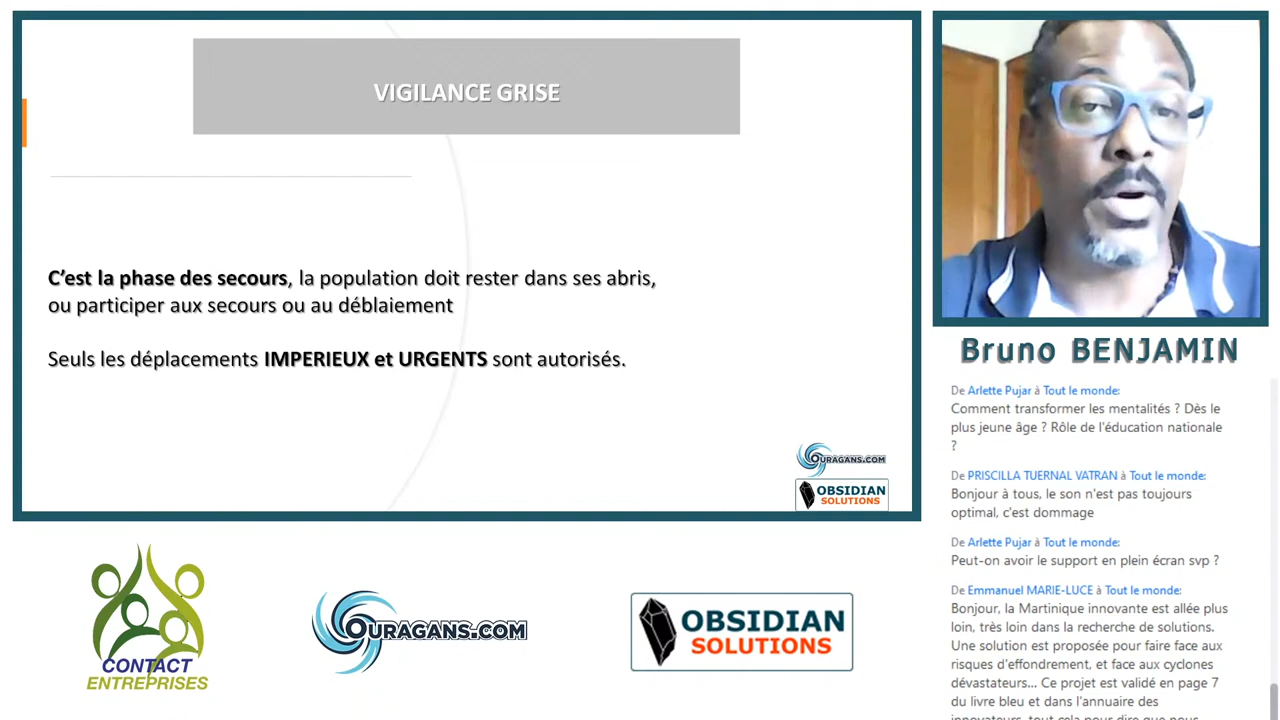 VIGILANCE GRISE
C’est la phase des secours, la population doit rester dans ses abris,
ou participer aux secours ou au déblaiement
Seuls les déplacements IMPERIEUX et URGENTS sont autorisés.
OURAGANS.COM
OBSIDIAN
SOLUTIONS
Bruno BENJAMIN
De Arlette Pujar à Tout le monde:
Comment transformer les mentalités ? Dès le
plus jeune âge ? Rôle de l'éducation nationale
?
De PRISCILLA TUERNAL VATRAN à Tout le monde:
Bonjour à tous, le son n'est pas toujours
optimal, c'est dommage
De Arlette Pujar à Tout le monde:
Peut-on avoir le support en plein écran svp ?
De Emmanuel MARIE-LUCE à Tout le monde:
Bonjour, la Martinique innovante est allée plus
loin, très loin dans la recherche de solutions.
Une solution est proposée pour faire face aux
risques d'effondrement, et face aux cyclones
dévastateurs... Ce projet est validé en page 7
du livre bleu et dans l'annuaire des
innovateurs, tout cela pour dire que nous
CONTACT
ENTREPRISES
OURAGANS.COM
OBSIDIAN
SOLUTIONS